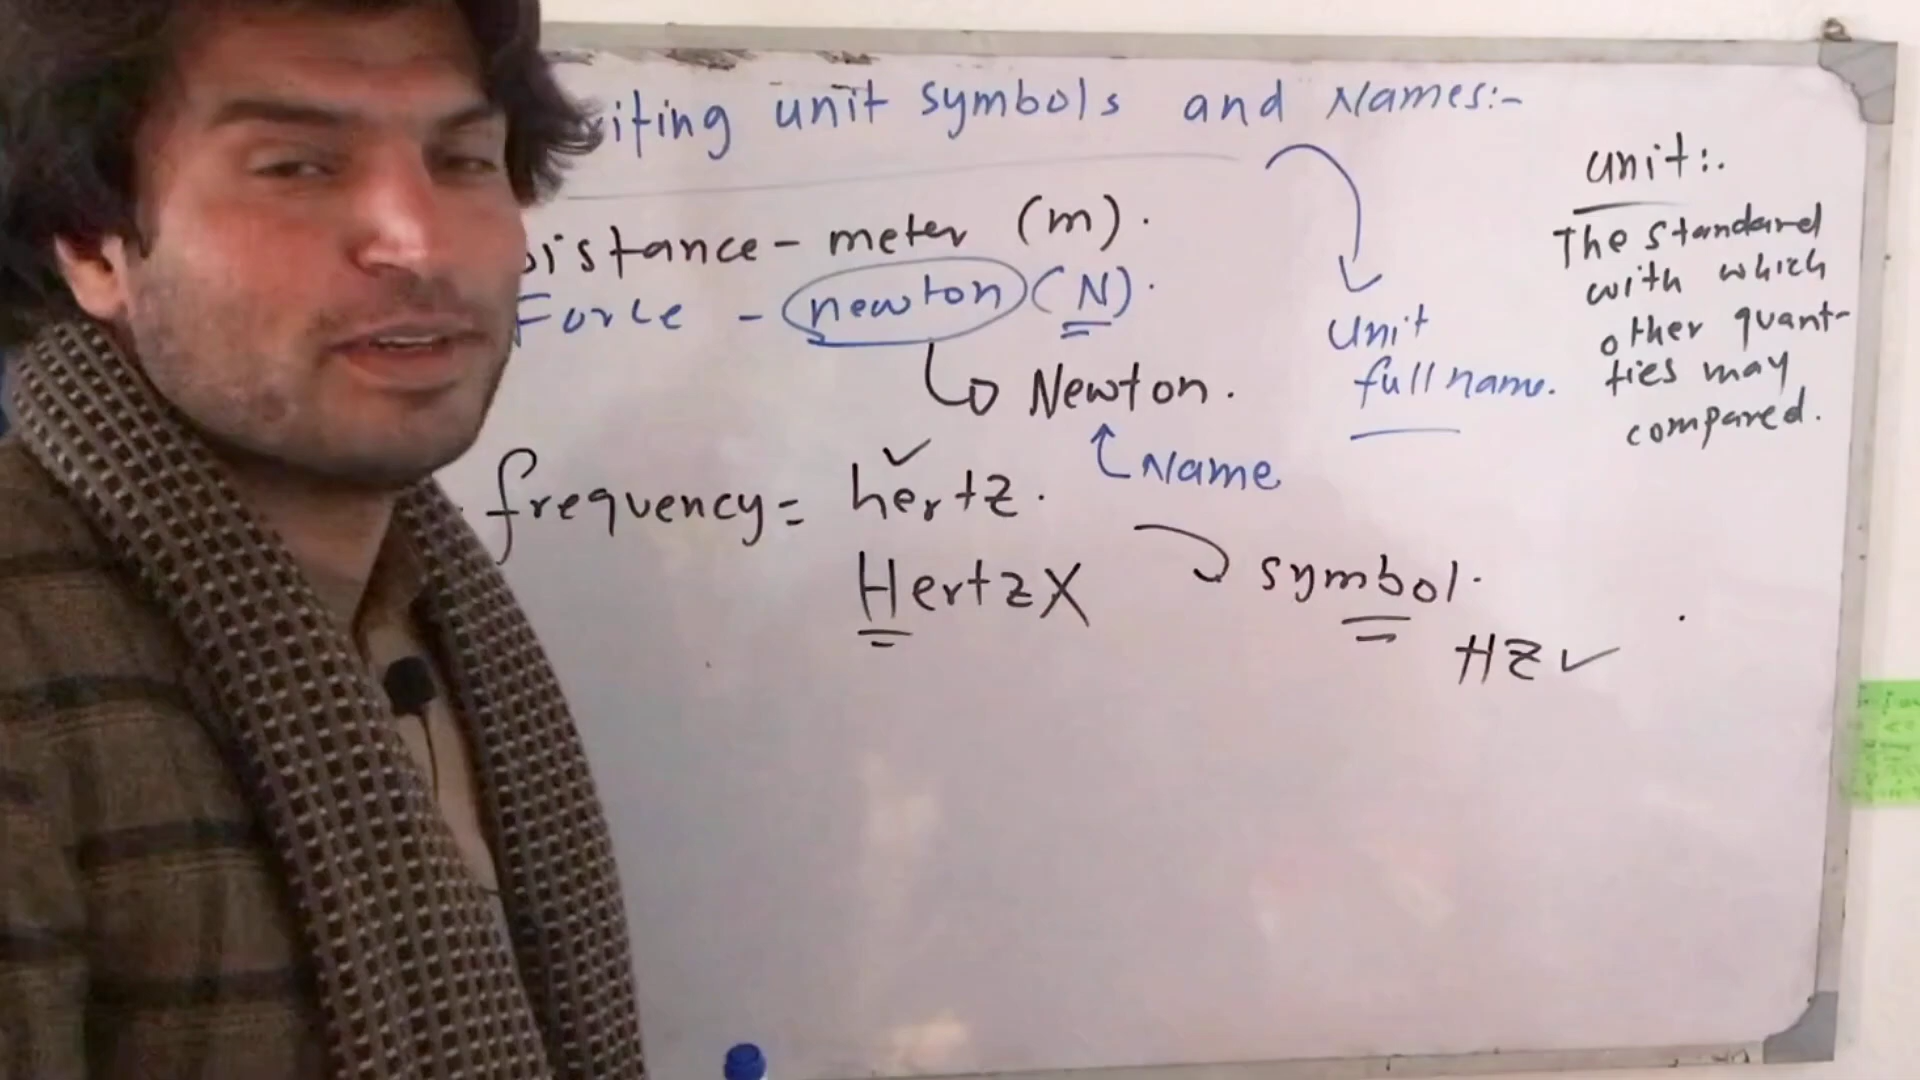 iting unit symbols and Names:-
Distance - meter (m).
Force - newton (N).
Newton.
Name
frequency = hertz.
Hertz X
Unit
full name.
symbol.
HZ
unit:.
The standard
with which
other quant-
ties may
compared.